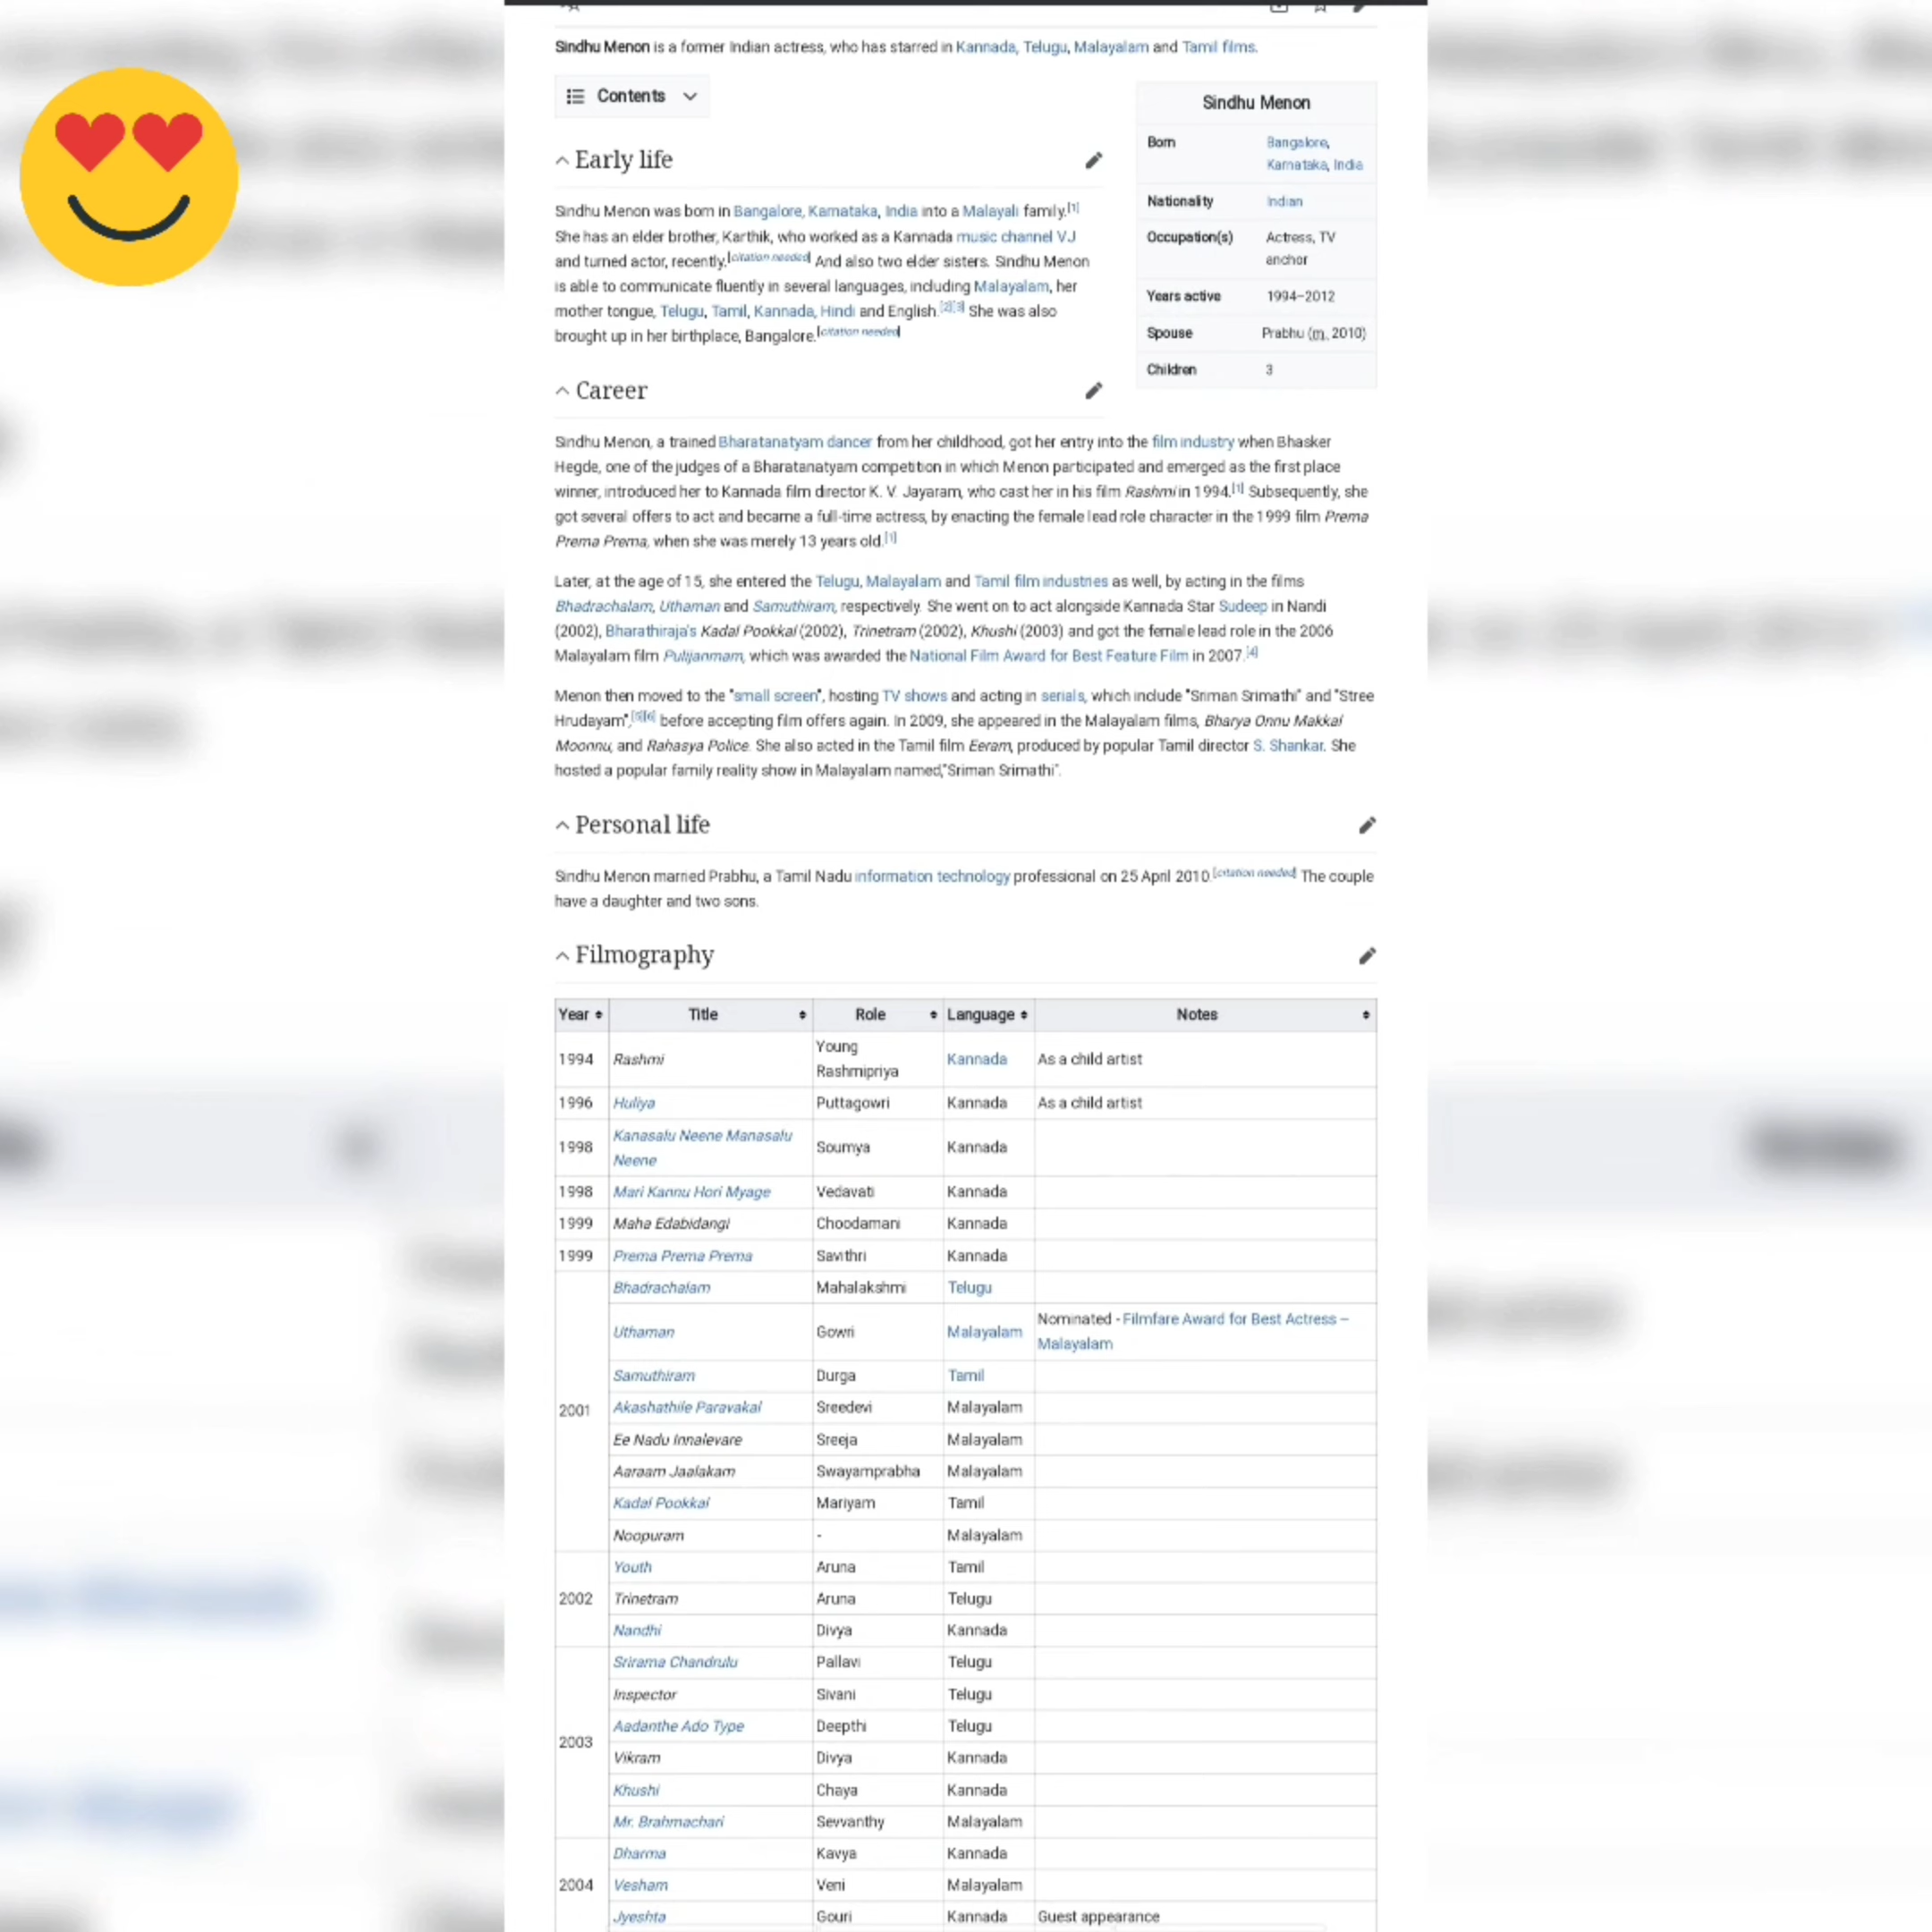 Sindhu Menon is a former Indian actress, who has starred in Kannada, Telugu, Malayalam and Tamil films.
Contents
Sindhu Menon
Born Bangalore,
Karnataka, India
Nationality Indian
Occupation(s) Actress, TV
anchor
Years active 1994–2012
Spouse Prabhu (m. 2010)
Children 3
Early life
Sindhu Menon was born in Bangalore, Karnataka, India into a Malayali family.[1]
She has an elder brother, Karthik, who worked as a Kannada music channel VJ
and turned actor, recently.[citation needed] And also two elder sisters. Sindhu Menon
is able to communicate fluently in several languages, including Malayalam, her
mother tongue, Telugu, Tamil, Kannada, Hindi and English.[2][3] She was also
brought up in her birthplace, Bangalore.[citation needed]
Career
Sindhu Menon, a trained Bharatanatyam dancer from her childhood, got her entry into the film industry when Bhasker
Hegde, one of the judges of a Bharatanatyam competition in which Menon participated and emerged as the first place
winner, introduced her to Kannada film director K. V. Jayaram, who cast her in his film Rashmi in 1994.[1] Subsequently, she
got several offers to act and became a full-time actress, by enacting the female lead role character in the 1999 film Prema
Prema Prema, when she was merely 13 years old.[1]
Later, at the age of 15, she entered the Telugu, Malayalam and Tamil film industries as well, by acting in the films
Bhadrachalam, Uthaman and Samuthiram, respectively. She went on to act alongside Kannada Star Sudeep in Nandi
(2002), Bharathiraja's Kadal Pookkal (2002), Trinetram (2002), Khushi (2003) and got the female lead role in the 2006
Malayalam film Pulijanmam, which was awarded the National Film Award for Best Feature Film in 2007.[4]
Menon then moved to the "small screen", hosting TV shows and acting in serials, which include "Sriman Srimathi" and "Stree
Hrudayam",[5][6] before accepting film offers again. In 2009, she appeared in the Malayalam films, Bharya Onnu Makkal
Moonnu, and Rahasya Police. She also acted in the Tamil film Eeram, produced by popular Tamil director S. Shankar. She
hosted a popular family reality show in Malayalam named,"Sriman Srimathi".
Personal life
Sindhu Menon married Prabhu, a Tamil Nadu information technology professional on 25 April 2010.[citation needed] The couple
have a daughter and two sons.
Filmography
Year Title Role Language Notes
1994 Rashmi Young Rashmipriya Kannada As a child artist
1996 Huliya Puttagowri Kannada As a child artist
1998 Kanasalu Neene Manasalu Neene Soumya Kannada
1998 Mari Kannu Hori Myage Vedavati Kannada
1999 Maha Edabidangi Choodamani Kannada
1999 Prema Prema Prema Savithri Kannada
2001 Bhadrachalam Mahalakshmi Telugu
Uthaman Gowri Malayalam Nominated - Filmfare Award for Best Actress – Malayalam
Samuthiram Durga Tamil
Akashathile Paravakal Sreedevi Malayalam
Ee Nadu Innalevare Sreeja Malayalam
Aaraam Jaalakam Swayamprabha Malayalam
Kadal Pookkal Mariyam Tamil
Noopuram - Malayalam
2002 Youth Aruna Tamil
Trinetram Aruna Telugu
Nandhi Divya Kannada
2003 Srirama Chandrulu Pallavi Telugu
Inspector Sivani Telugu
Aadanthe Ado Type Deepthi Telugu
Vikram Divya Kannada
Khushi Chaya Kannada
Mr. Brahmachari Sevvanthy Malayalam
2004 Dharma Kavya Kannada
Vesham Veni Malayalam
Jyeshta Gouri Kannada Guest appearance